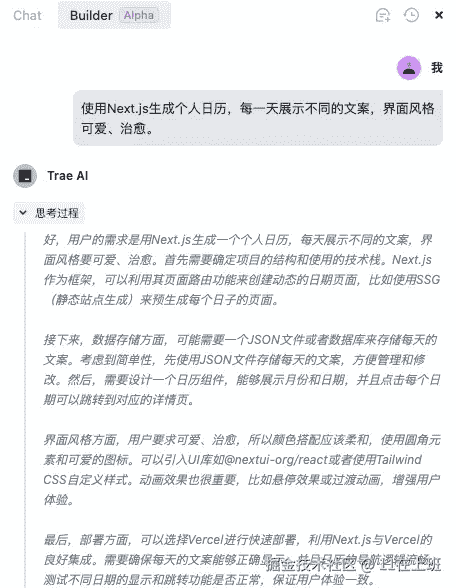 Chat Builder Alpha
我
使用Next.js生成个人日历，每一天展示不同的文案，界面风格
可爱、治愈。
Trae AI
思考过程
好，用户的需求是用Next.js生成一个个人日历，每天展示不同的文案，界
面风格要可爱、治愈。首先需要确定项目的结构和使用的技术栈。Next.js
作为框架，可以利用其页面路由功能来创建动态的日期页面，比如使用SSG
（静态站点生成）来预生成每个日子的页面。
接下来，数据存储方面，可能需要一个JSON文件或者数据库来存储每天的
文案。考虑到简单性，先使用JSON文件存储每天的文案，方便管理和修
改。然后，需要设计一个日历组件，能够展示月份和日期，并且点击每个日
期可以跳转到对应的详情页。
界面风格方面，用户要求可爱、治愈，所以颜色搭配应该柔和，使用圆角元
素和可爱的图标。可以引入UI库如@nextui-org/react或者使用Tailwind
CSS自定义样式。动画效果也很重要，比如悬停效果或过渡动画，增强用户
体验。
最后，部署方面，可以选择Vercel进行快速部署，利用Next.js与Vercel的
良好集成。需要确保每天的文案能够正确显示，并且日历的导航逻辑流畅。
掘金技术社区 @ 11在上班
测试不同日期的显示和跳转功能是否正常，保证用户体验一致。